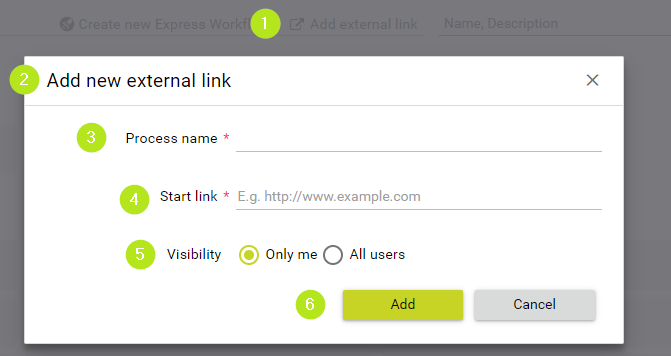 Create new Express Workfl 1 Add external link Name, Description
2 Add new external link
3 Process name *
4 Start link * E.g. http://www.example.com
5 Visibility Only me All users
6 Add Cancel